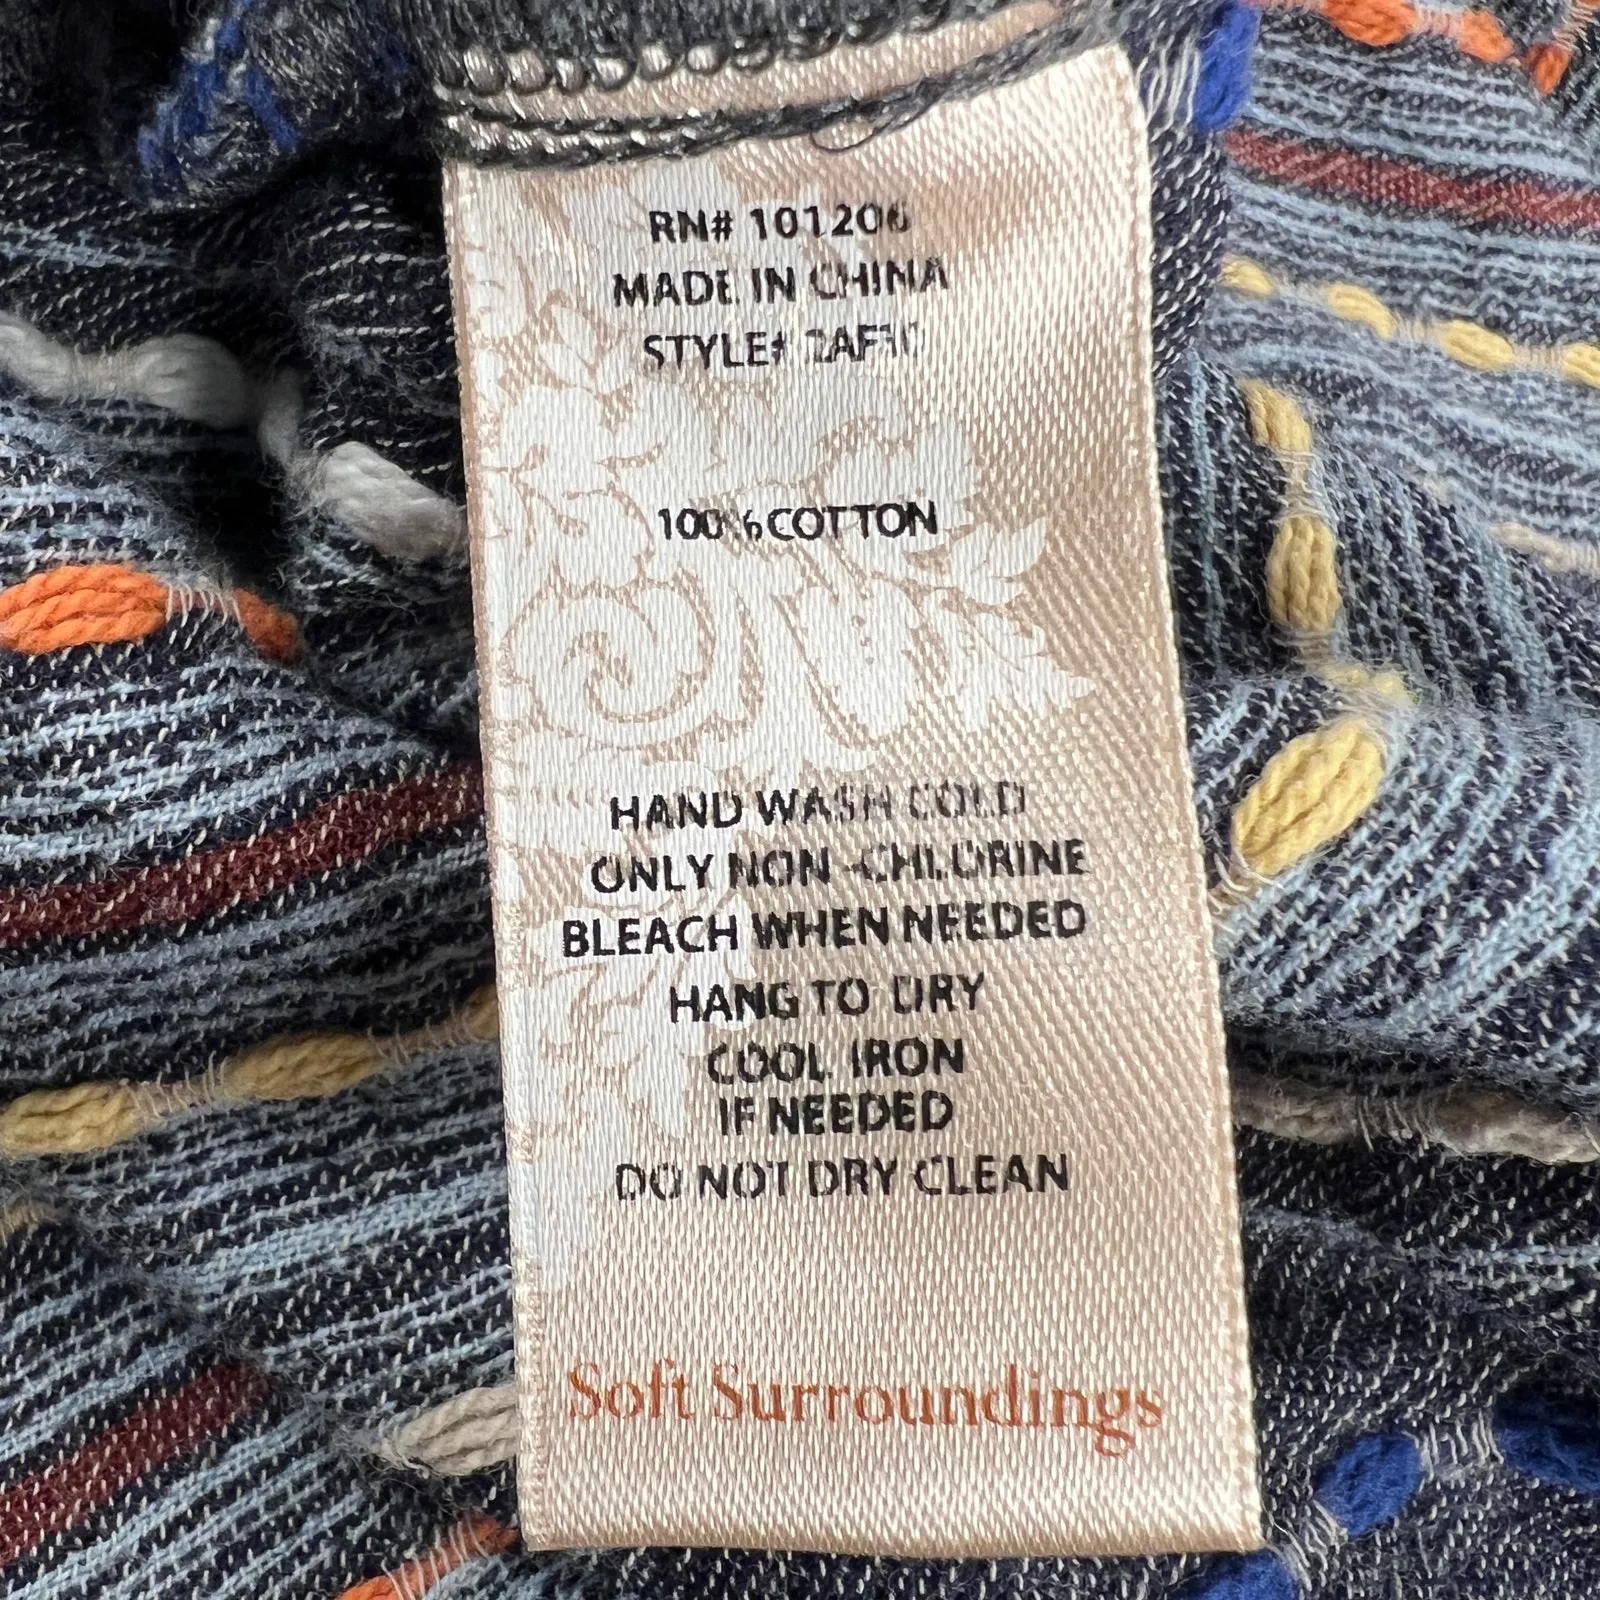 RN# 101206
MADE IN CHINA
STYLE#
100% COTTON
HAND WASH COLD
ONLY NON-CHLORINE
BLEACH WHEN NEEDED
HANG TO DRY
COOL IRON
IF NEEDED
DO NOT DRY CLEAN
Soft Surroundings